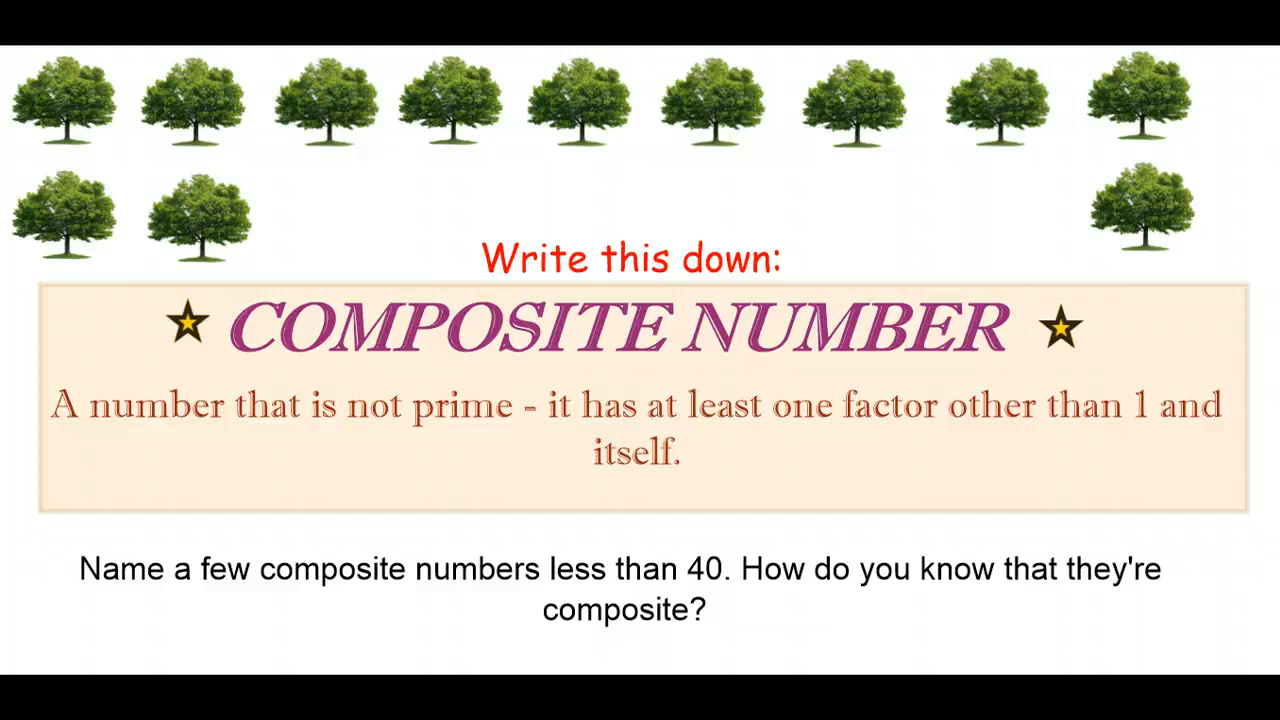 Write this down:
COMPOSITE NUMBER
A number that is not prime - it has at least one factor other than 1 and
itself.
Name a few composite numbers less than 40. How do you know that they're
composite?